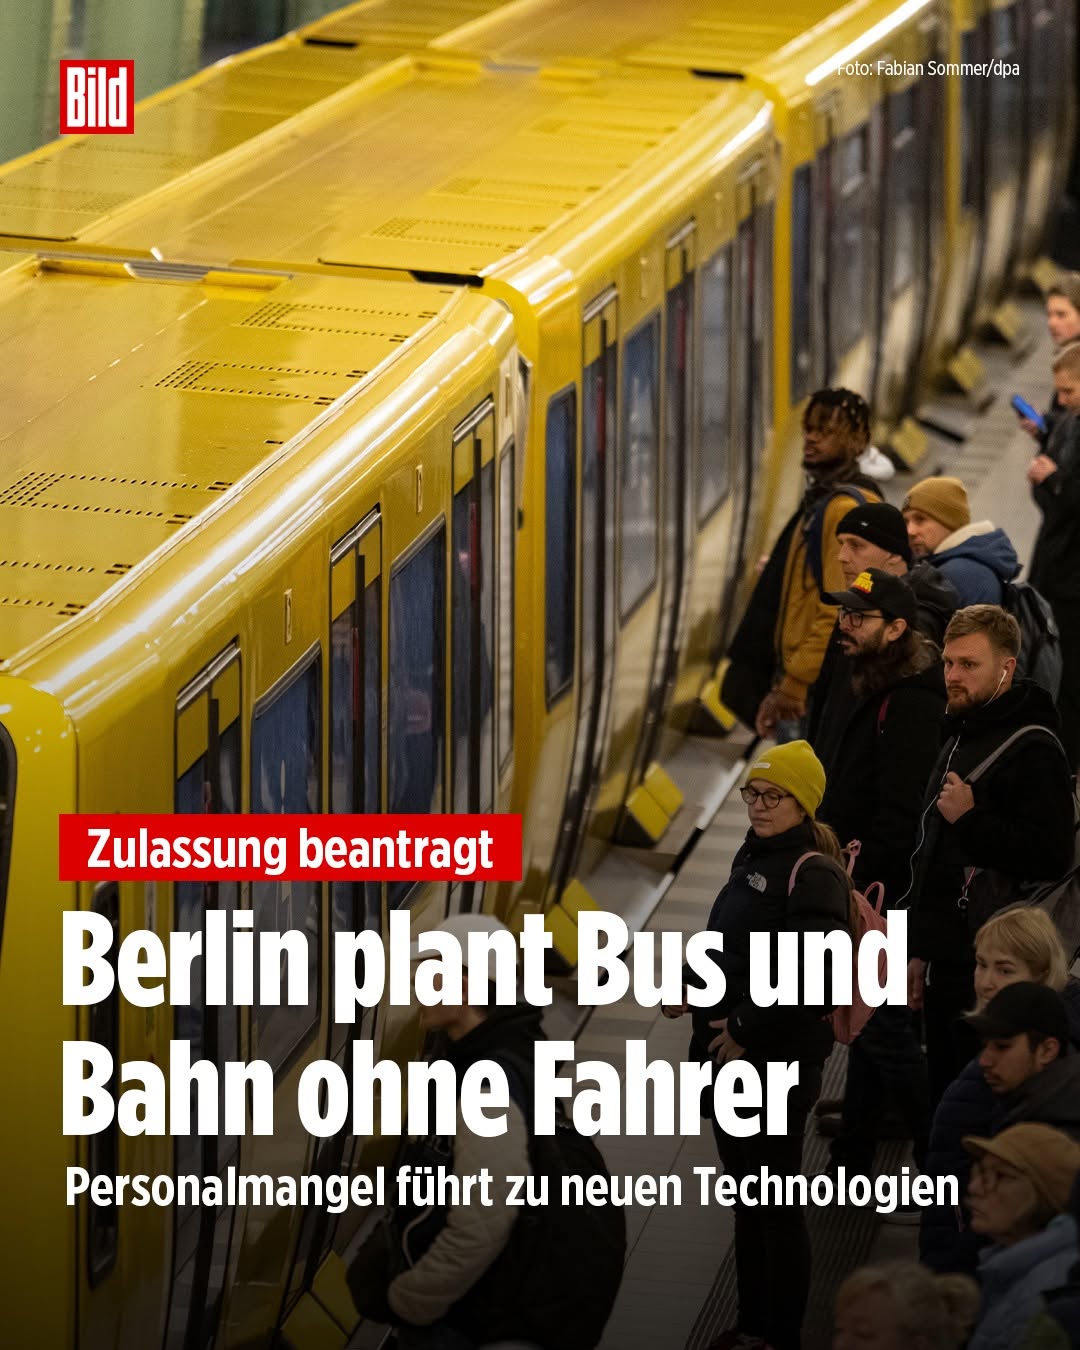 Bild
Foto: Fabian Sommer/dpa
Zulassung beantragt
Berlin plant Bus und
Bahn ohne Fahrer
Personalmangel führt zu neuen Technologien